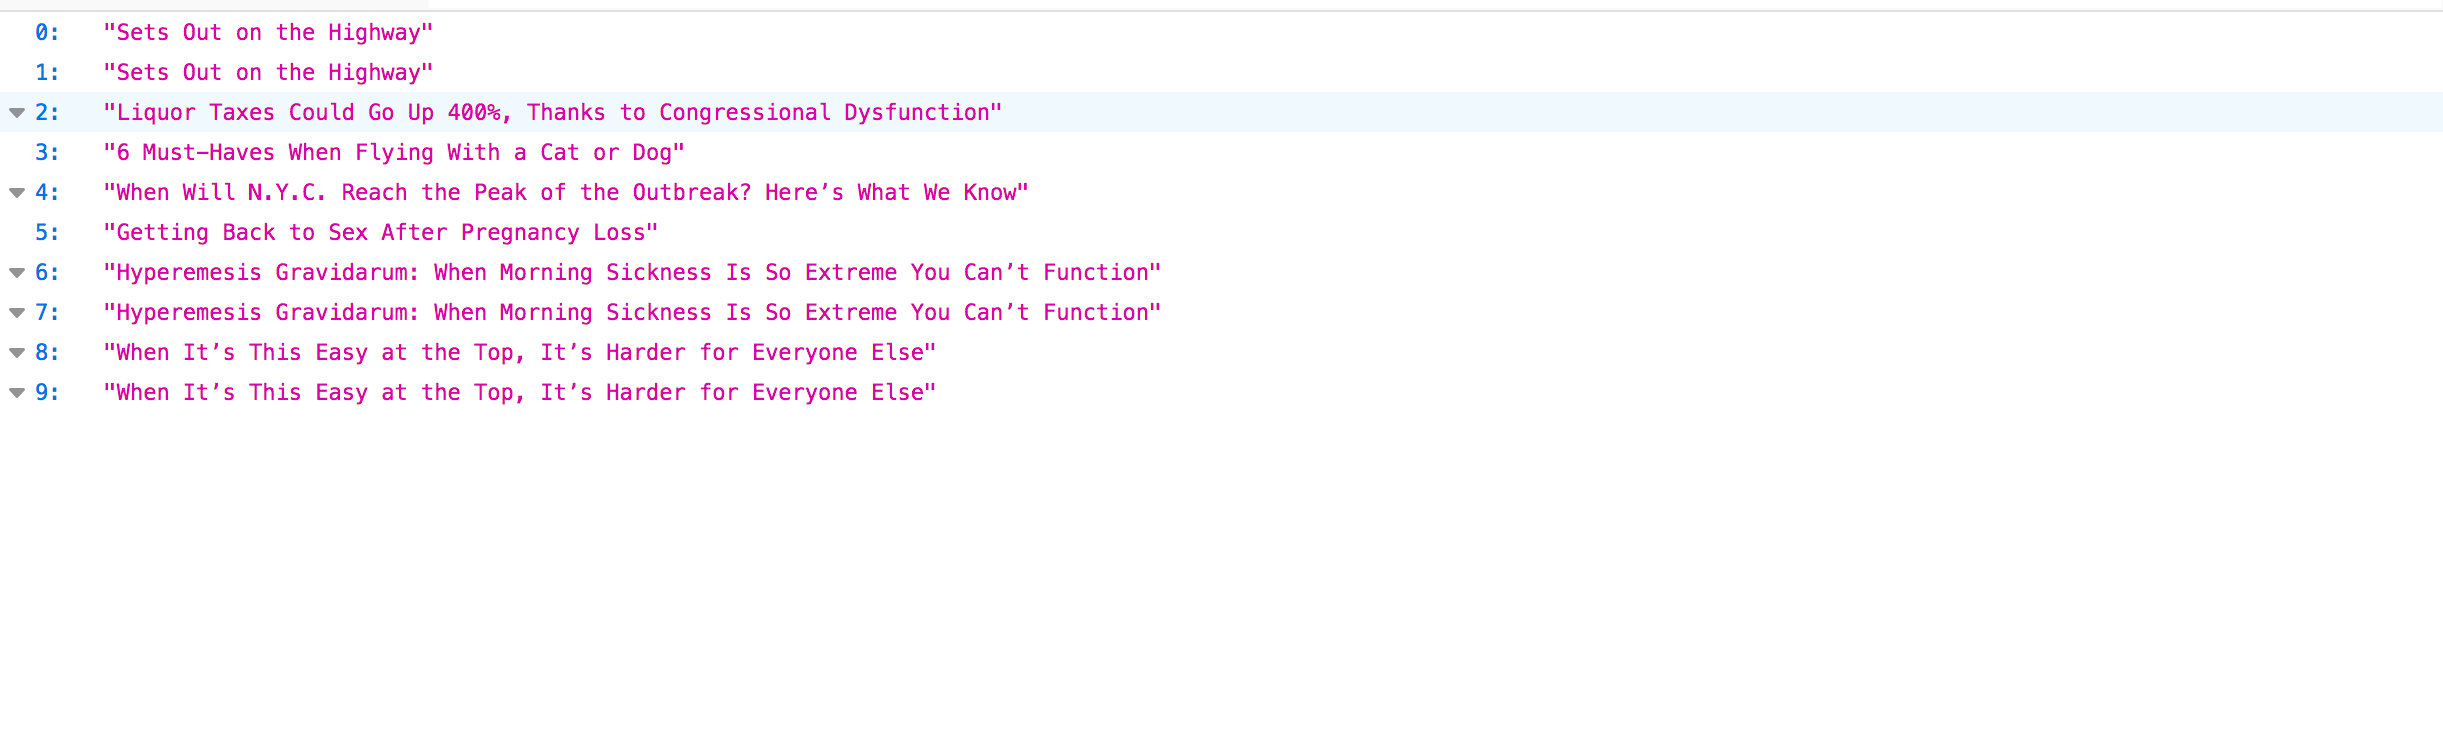 0: "Sets Out on the Highway"
1: "Sets Out on the Highway"
2: "Liquor Taxes Could Go Up 400%, Thanks to Congressional Dysfunction"
3: "6 Must-Haves When Flying With a Cat or Dog"
4: "When Will N.Y.C. Reach the Peak of the Outbreak? Here’s What We Know"
5: "Getting Back to Sex After Pregnancy Loss"
6: "Hyperemesis Gravidarum: When Morning Sickness Is So Extreme You Can’t Function"
7: "Hyperemesis Gravidarum: When Morning Sickness Is So Extreme You Can’t Function"
8: "When It’s This Easy at the Top, It’s Harder for Everyone Else"
9: "When It’s This Easy at the Top, It’s Harder for Everyone Else"